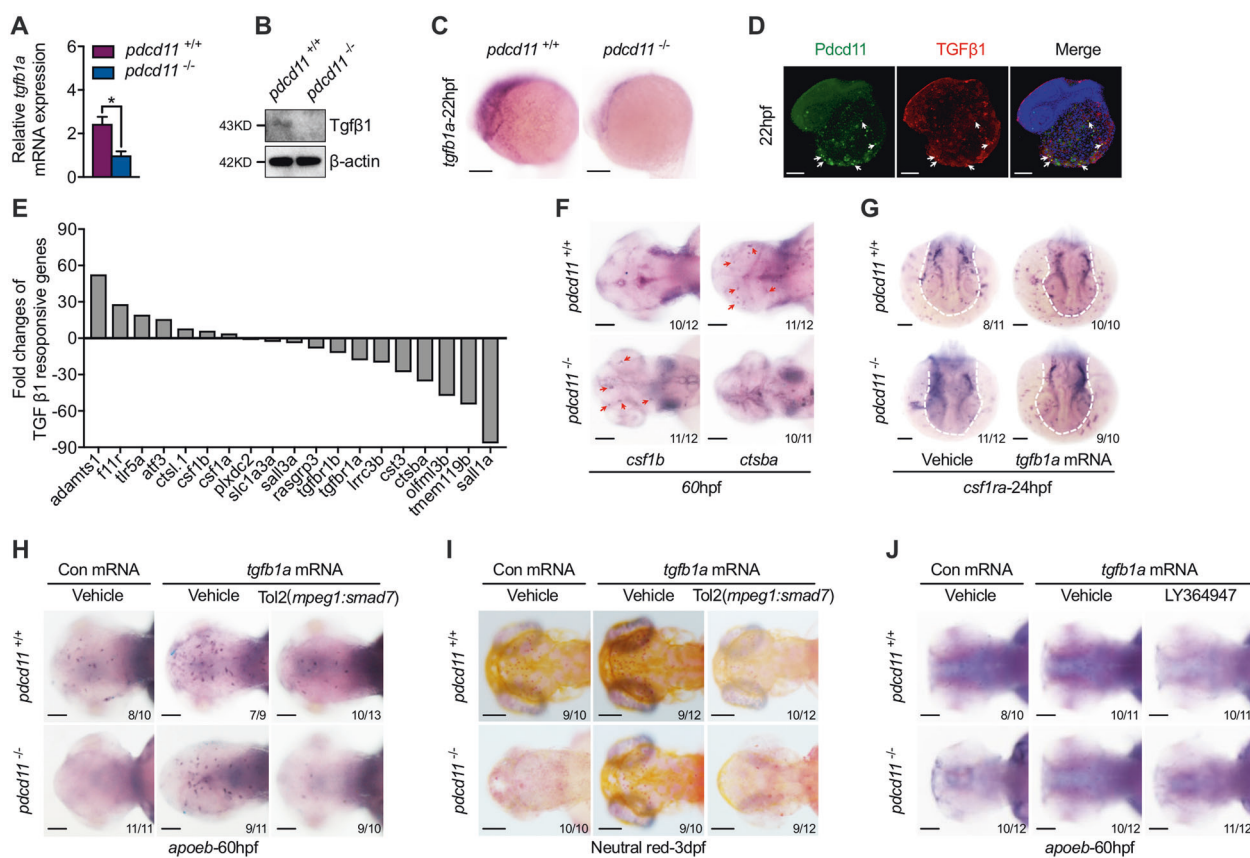 A
6
4
2
0
Relative tgfb1a
mRNA expression
pdcd11 +/+
pdcd11 -/-
*
B
pdcd11 +/+
pdcd11 -/-
43KD
Tgfβ1
42KD
β-actin
C
pdcd11 +/+
pdcd11 -/-
tgfb1a-22hpf
D
Pdcd11
TGFβ1
Merge
22hpf
E
Fold changes of
TGF β1 resoponsive genes
90
60
30
0
-30
-60
-90
adamts1
f11r
tlr5a
atf3
ctsl.1
csf1b
csf1a
plxdc2
slc1a3a
sall3a
rasgrp3
tgfbr1b
tgfbr1a
lrrc3b
cst3
ctsba
olfml3b
tmem119b
sall1a
F
pdcd11 +/+
10/12
11/12
pdcd11 -/-
11/12
10/11
csf1b
ctsba
60hpf
G
pdcd11 +/+
8/11
10/10
pdcd11 -/-
11/12
9/10
Vehicle
tgfb1a mRNA
csf1ra-24hpf
H
Con mRNA
tgfb1a mRNA
Vehicle
Vehicle
Tol2(mpeg1:smad7)
pdcd11 +/+
8/10
7/9
10/13
pdcd11 -/-
11/11
9/11
9/10
apoeb-60hpf
I
Con mRNA
tgfb1a mRNA
Vehicle
Vehicle
Tol2(mpeg1:smad7)
pdcd11 +/+
9/10
9/12
10/12
pdcd11 -/-
10/10
9/10
9/12
Neutral red-3dpf
J
Con mRNA
tgfb1a mRNA
Vehicle
Vehicle
LY364947
pdcd11 +/+
8/10
10/11
10/11
pdcd11 -/-
10/12
10/12
11/12
apoeb-60hpf